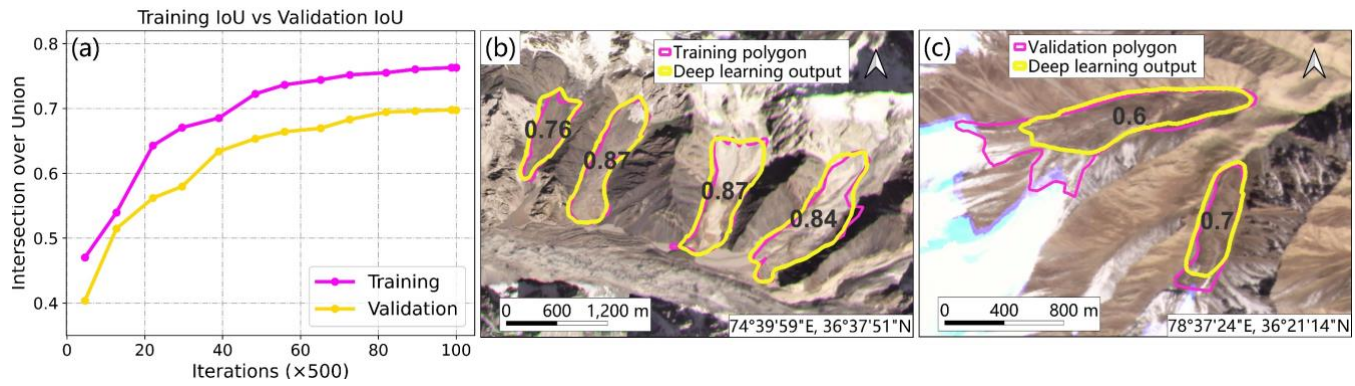 Training IoU vs Validation IoU
(a)
Intersection over Union
0.8
0.7
0.6
0.5
0.4
0
20
40
60
80
100
Iterations (×500)
Training
Validation
(b)
Training polygon
Deep learning output
0.76
0.87
0.87
0.84
0
600
1,200 m
74°39'59"E, 36°37'51"N
(c)
Validation polygon
Deep learning output
0.6
0.7
0
400
800 m
78°37'24"E, 36°21'14"N